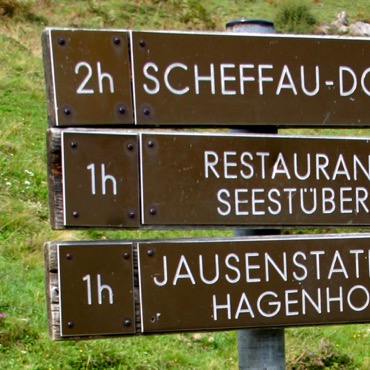 2h SCHEFFAU-DO
1h RESTAURAN
SEESTÜBER
1h JAUSENSTAT
HAGENHO